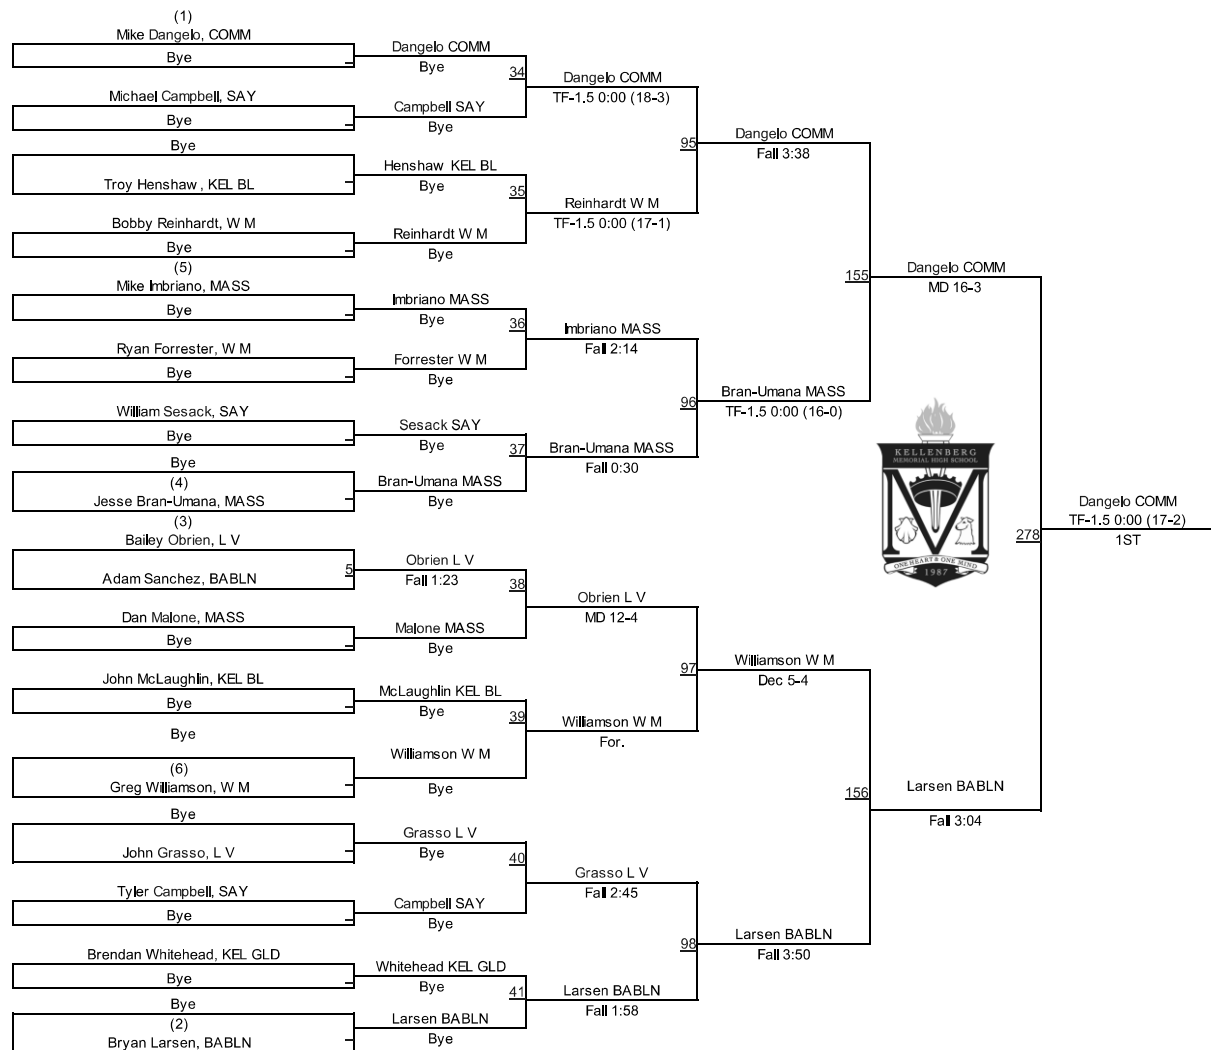 (1)
Mike Dangelo, COMM
Bye
Michael Campbell, SAY
Bye
Bye
Troy Henshaw , KEL BL
Bobby Reinhardt, W M
Bye
(5)
Mike Imbriano, MASS
Bye
Ryan Forrester, W M
Bye
William Sesack, SAY
Bye
Bye
(4)
Jesse Bran-Umana, MASS
(3)
Bailey Obrien, L V
5
Adam Sanchez, BABLN
Dan Malone, MASS
Bye
John McLaughlin, KEL BL
Bye
Bye
(6)
Greg Williamson, W M
Bye
John Grasso, L V
Tyler Campbell, SAY
Bye
Brendan Whitehead, KEL GLD
Bye
Bye
(2)
Bryan Larsen, BABLN
Dangelo COMM
Bye
34
Campbell SAY
Bye
Henshaw KEL BL
Bye
35
Reinhardt W M
Bye
Imbriano MASS
Bye
36
Forrester W M
Bye
Sesack SAY
Bye
37
Bran-Umana MASS
Bye
Obrien L V
Fall 1:23
38
Malone MASS
Bye
McLaughlin KEL BL
Bye
39
Williamson W M
Bye
Grasso L V
Bye
40
Campbell SAY
Bye
Whitehead KEL GLD
Bye
41
Larsen BABLN
Bye
Dangelo COMM
TF-1.5 0:00 (18-3)
95
Reinhardt W M
TF-1.5 0:00 (17-1)
Imbriano MASS
Fall 2:14
96
Bran-Umana MASS
Fall 0:30
Obrien L V
MD 12-4
97
Williamson W M
For.
Grasso L V
Fall 2:45
98
Larsen BABLN
Fall 1:58
Dangelo COMM
Fall 3:38
155
Bran-Umana MASS
TF-1.5 0:00 (16-0)
Williamson W M
Dec 5-4
156
Larsen BABLN
Fall 3:50
Dangelo COMM
MD 16-3
278
Larsen BABLN
Fall 3:04
KELLENBERG
MEMORIAL HIGH SCHOOL
ONE HEART & ONE MIND
1987
Dangelo COMM
TF-1.5 0:00 (17-2)
1ST